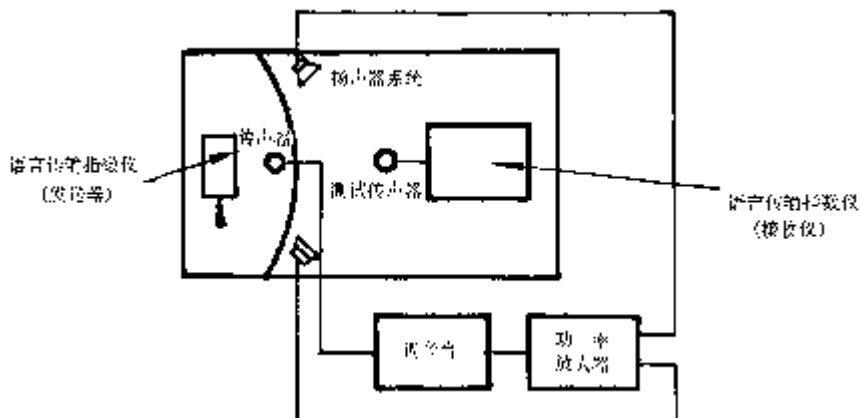 扬声器系统
传声器
语言传输指数仪
(发送器)
测试传声器
语言传输指数仪
(接收仪)
调音台
功率
放大器